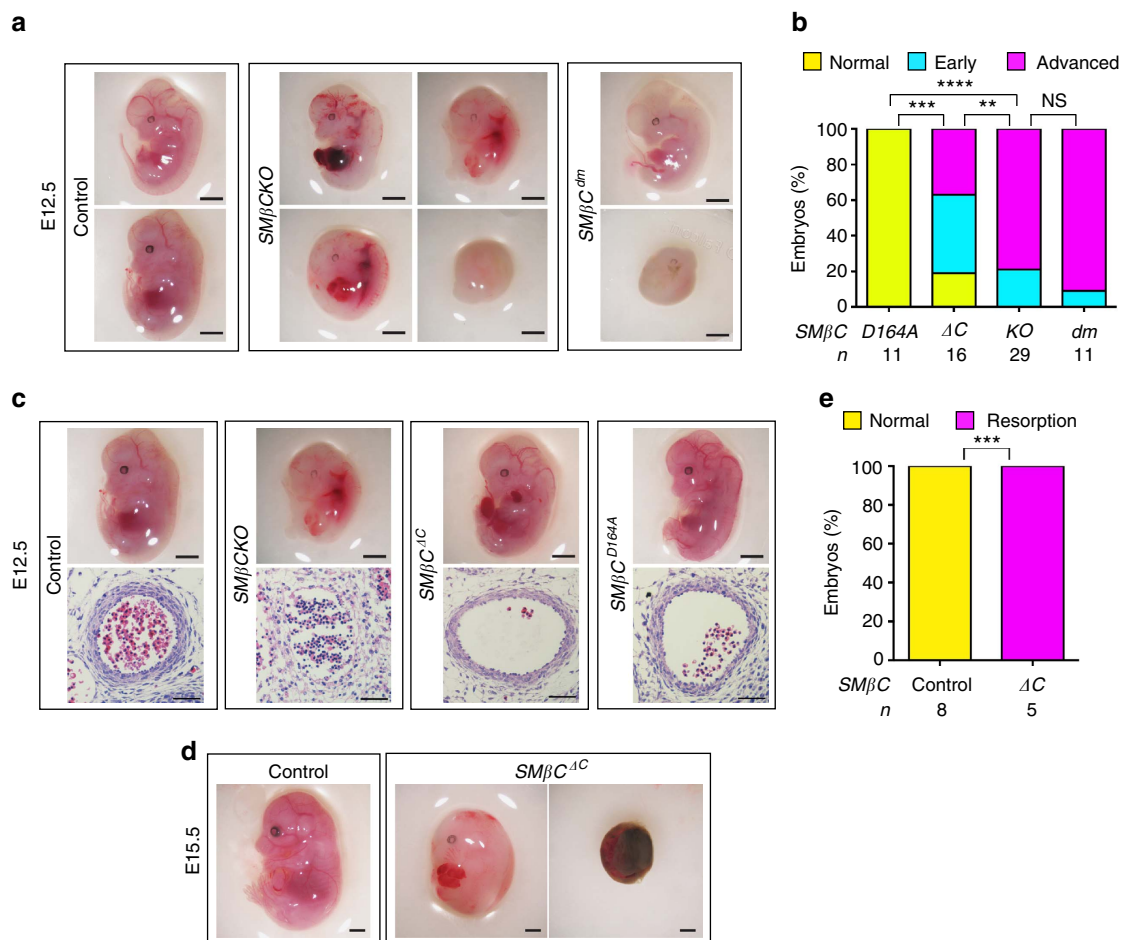 a
E12.5
Control
SMβCKO
SMβC^dm
b
Normal Early Advanced
****
*** ** NS
Embryos (%)
100
80
60
40
20
0
SMβC D164A ΔC KO dm
n 11 16 29 11
c
E12.5
Control
SMβCKO
SMβC^ΔC
SMβC^D164A
e
Normal Resorption
***
Embryos (%)
100
80
60
40
20
0
SMβC Control ΔC
n 8 5
d
E15.5
Control SMβC^ΔC